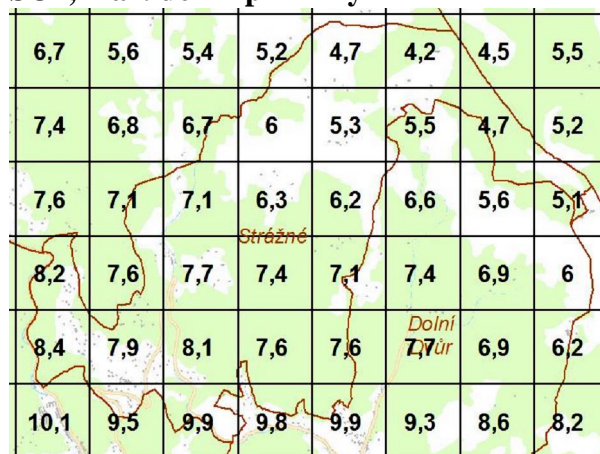 6,7 5,6 5,4 5,2 4,7 4,2 4,5 5,5
7,4 6,8 6,7 6 5,3 5,5 4,7 5,2
7,6 7,1 7,1 6,3 6,2 6,6 5,6 5,1
Strážné
8,2 7,6 7,7 7,4 7,1 7,4 6,9 6
Dolní
8,4 7,9 8,1 7,6 7,6 7,7 6,9 6,2
Dvůr
10,1 9,5 9,9 9,8 9,9 9,3 8,6 8,2